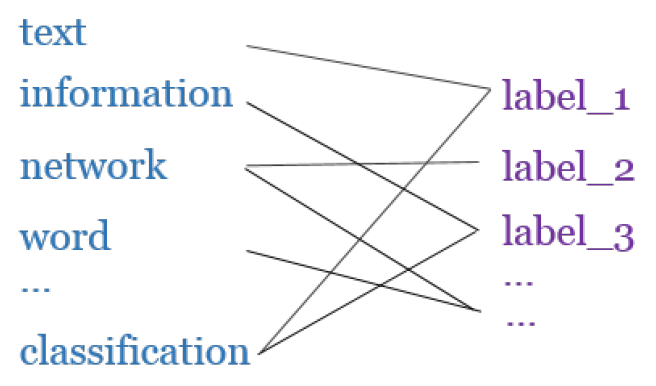 text
information
network
word
...
classification
label_1
label_2
label_3
...
...